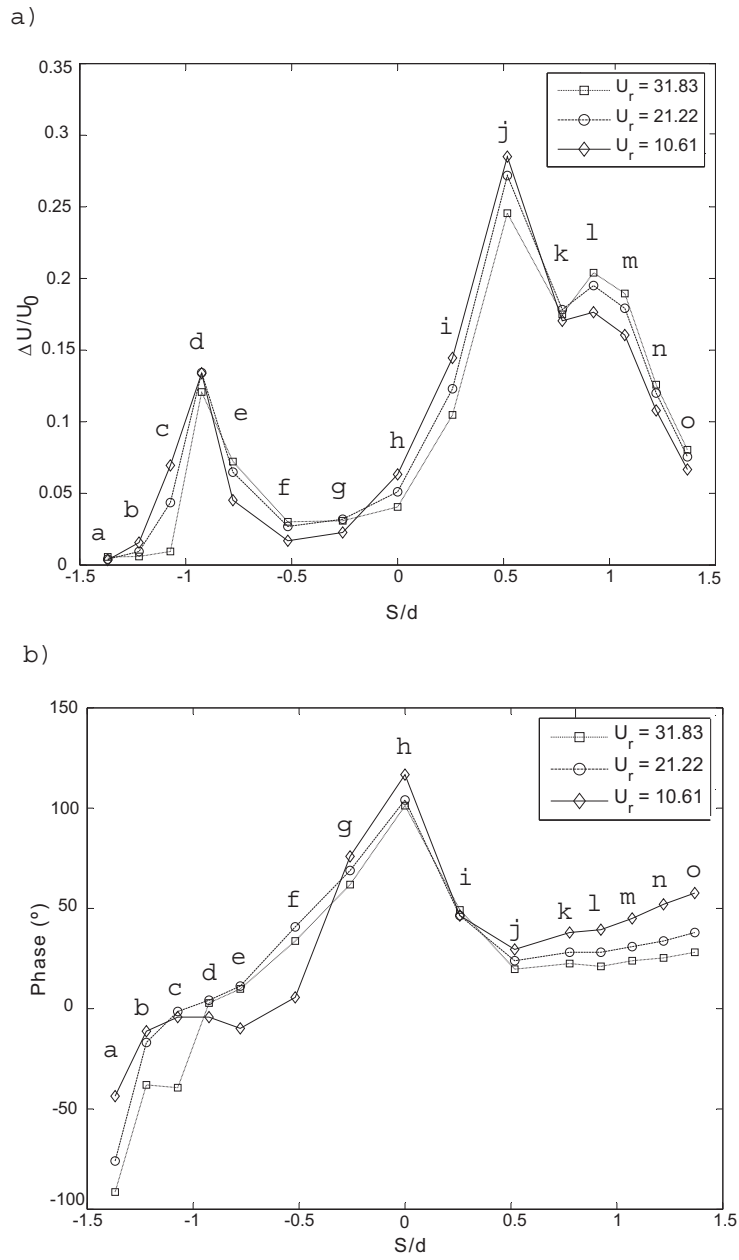 a)
0.35
0.3
0.25
0.2
0.15
0.1
0.05
0
ΔU/U0
U_r = 31.83
U_r = 21.22
U_r = 10.61
a
b
c
d
e
f
g
h
i
j
k
l
m
n
o
-1.5 -1 -0.5 0 0.5 1 1.5
S/d
b)
150
100
50
0
-50
-100
Phase (°)
U_r = 31.83
U_r = 21.22
U_r = 10.61
a
b
c
d
e
f
g
h
i
j
k
l
m
n
o
-1.5 -1 -0.5 0 0.5 1 1.5
S/d